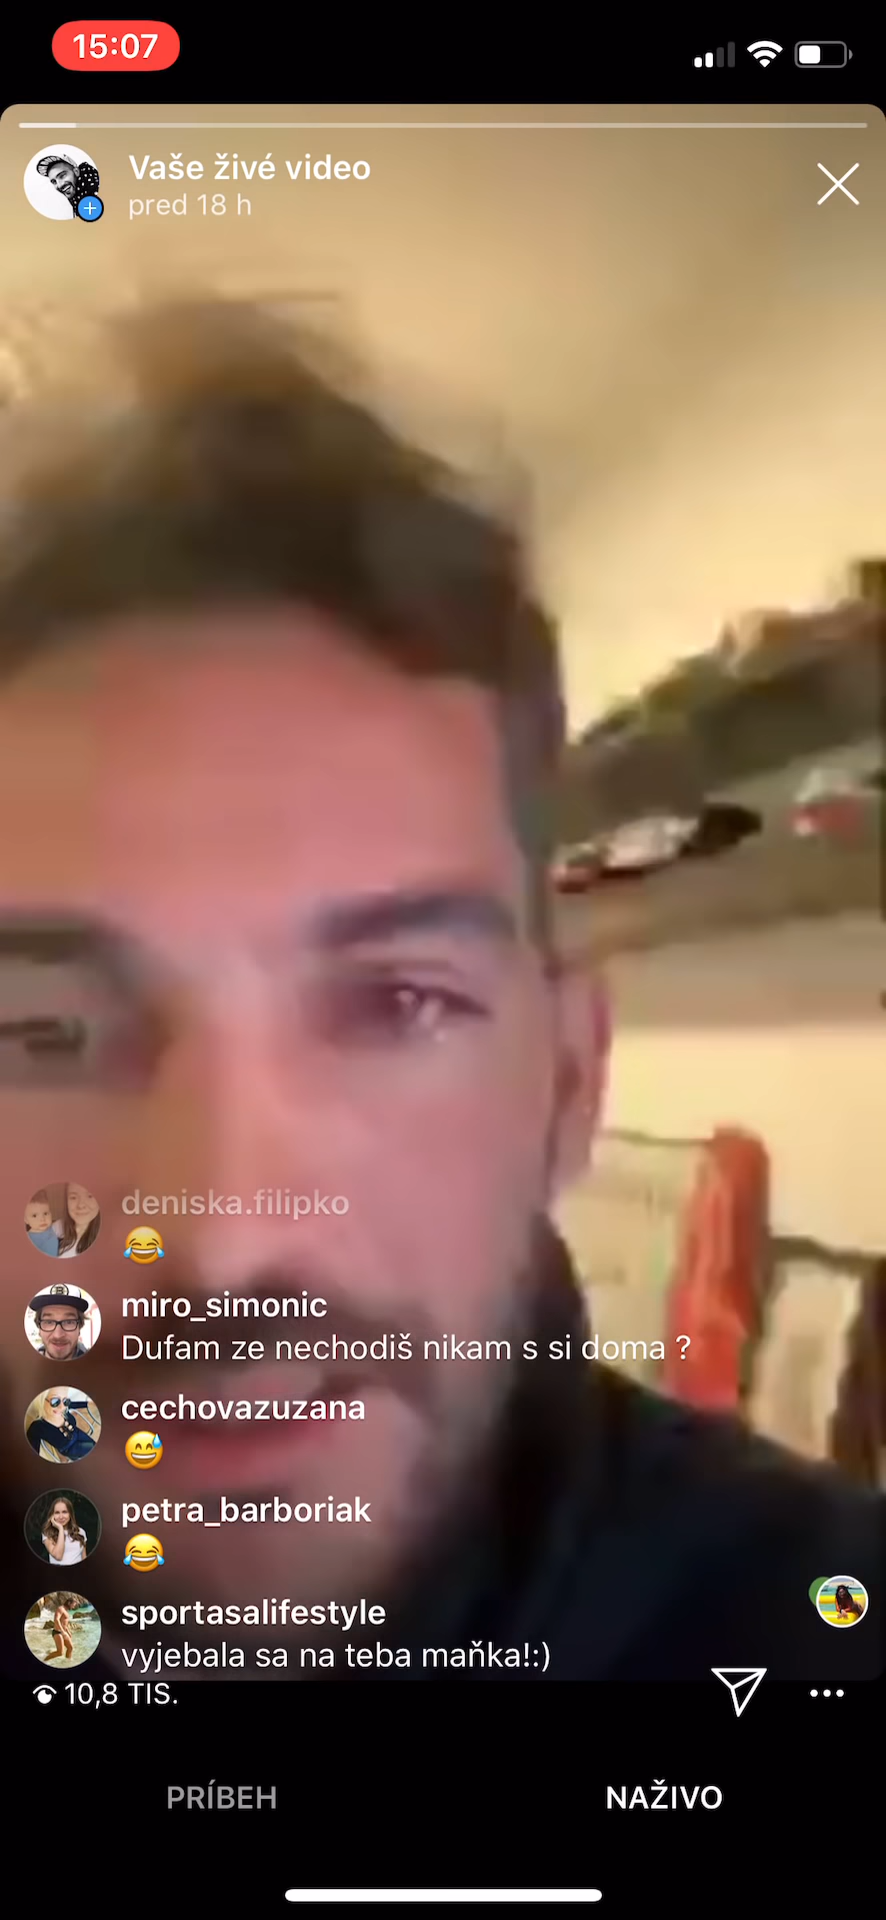 15:07
Vaše živé video
pred 18 h
deniska.filipko
😂
miro_simonic
Dufam ze nechodiš nikam s si doma ?
cechovazuzana
😅
petra_barboriak
😂
sportasalifestyle
vyjebala sa na teba maňka!:)
10,8 TIS.
PRÍBEH
NAŽIVO